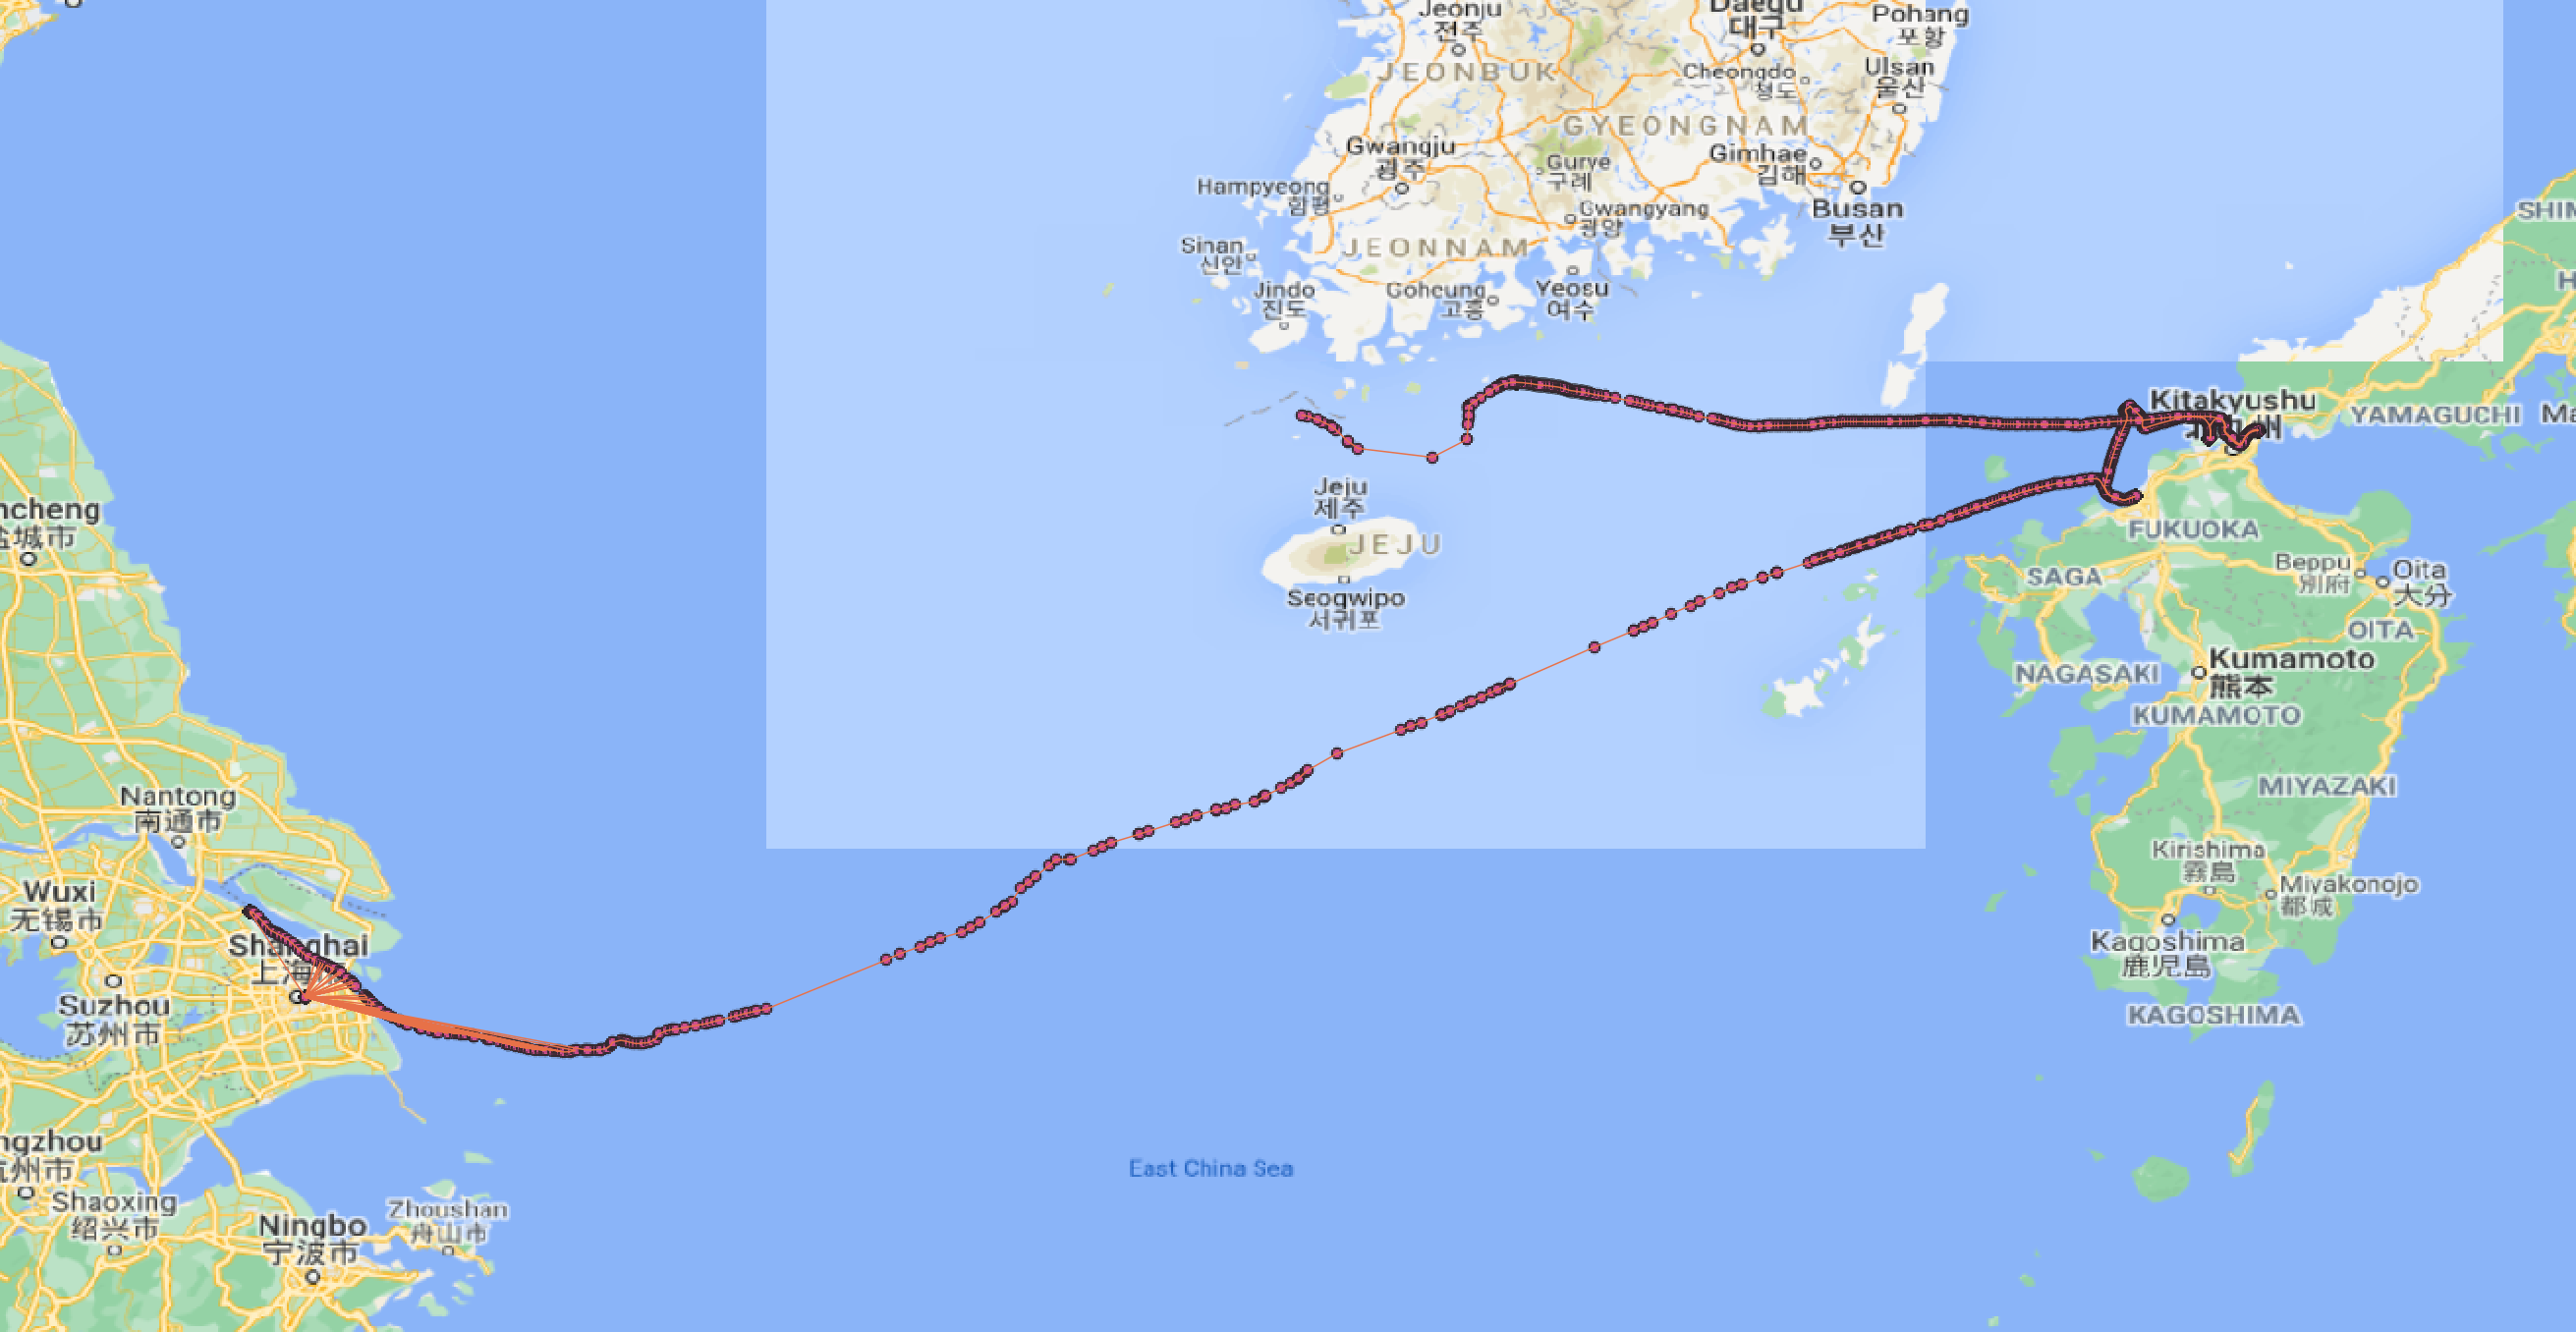 Jeonju
전주
Daegu
대구
Pohang
포항
JEONBUK
Cheongdo
청도
Ulsan
울산
GYEONGNAM
Gwangju
광주
Gurye
구례
Gimhae
김해
Hampyeong
함평
Gwangyang
광양
Busan
부산
SHIM
Sinan
신안
JEONNAM
Jindo
진도
Goheung
고흥
Yeosu
여수
H
Kitakyushu
YAMAGUCHI
Ma
Jeju
제주
JEJU
ncheng
盐城市
FUKUOKA
Beppu
別府
Oita
大分
SAGA
Seogwipo
서귀포
OITA
NAGASAKI
Kumamoto
熊本
KUMAMOTO
Nantong
南通市
MIYAZAKI
Kirishima
霧島
Miyakonojo
都城
Wuxi
无锡市
Shanghai
上海
Kagoshima
鹿児島
Suzhou
苏州市
KAGOSHIMA
ngzhou
杭州市
East China Sea
Shaoxing
绍兴市
Zhoushan
舟山市
Ningbo
宁波市